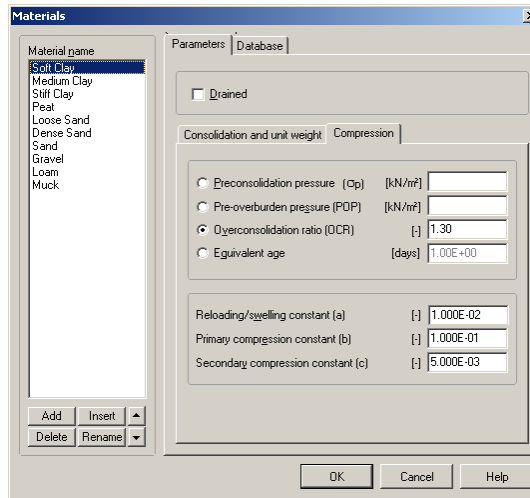 Materials
Material name
Soft Clay
Medium Clay
Stiff Clay
Peat
Loose Sand
Dense Sand
Sand
Gravel
Loam
Muck
Add Insert
Delete Rename
Parameters Database
Drained
Consolidation and unit weight Compression
Preconsolidation pressure (σp) [kN/m²]
Pre-overburden pressure (POP) [kN/m²]
Overconsolidation ratio (OCR) [-] 1.30
Equivalent age [days] 1.00E+00
Reloading/swelling constant (a) [-] 1.000E-02
Primary compression constant (b) [-] 1.000E-01
Secondary compression constant (c) [-] 5.000E-03
OK Cancel Help